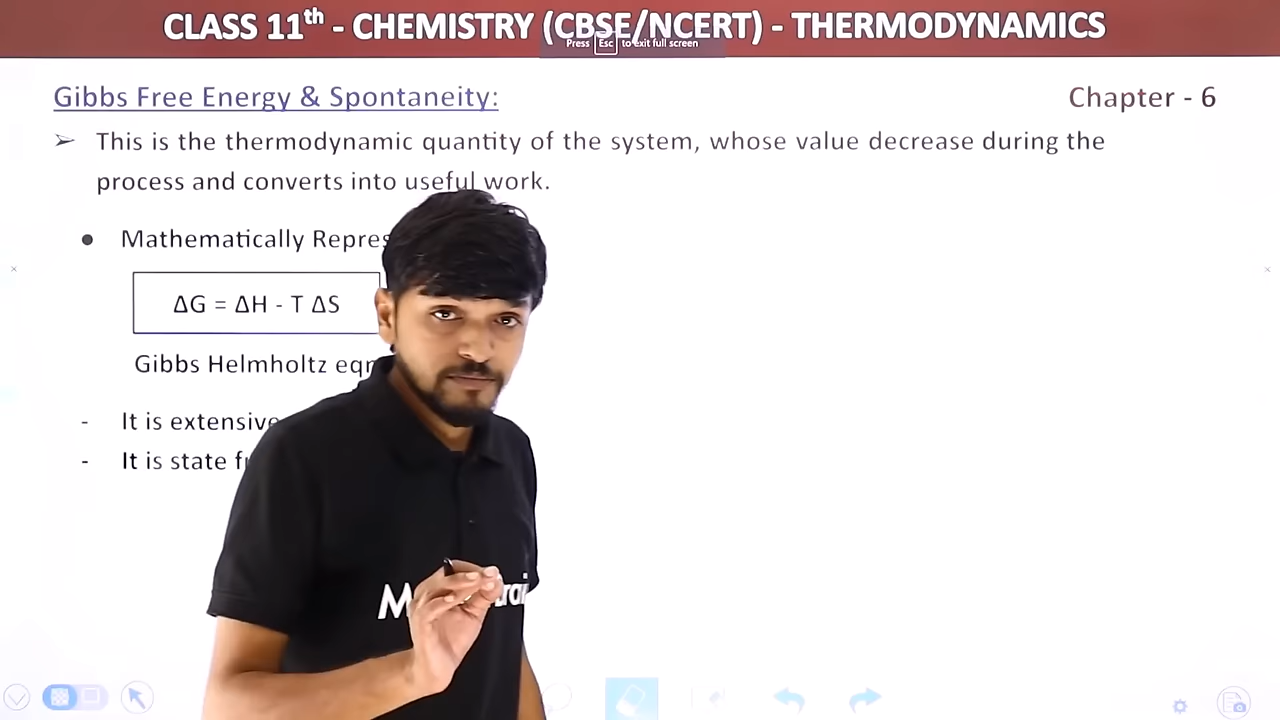 CLASS 11th - CHEMISTRY (CBSE/NCERT) - THERMODYNAMICS
Press Esc to exit full screen
Gibbs Free Energy & Spontaneity:
Chapter - 6
➢ This is the thermodynamic quantity of the system, whose value decrease during the
process and converts into useful work.
● Mathematically
ΔG = ΔH - T ΔS
Gibbs Helmholtz
- It is extensive
- It is state